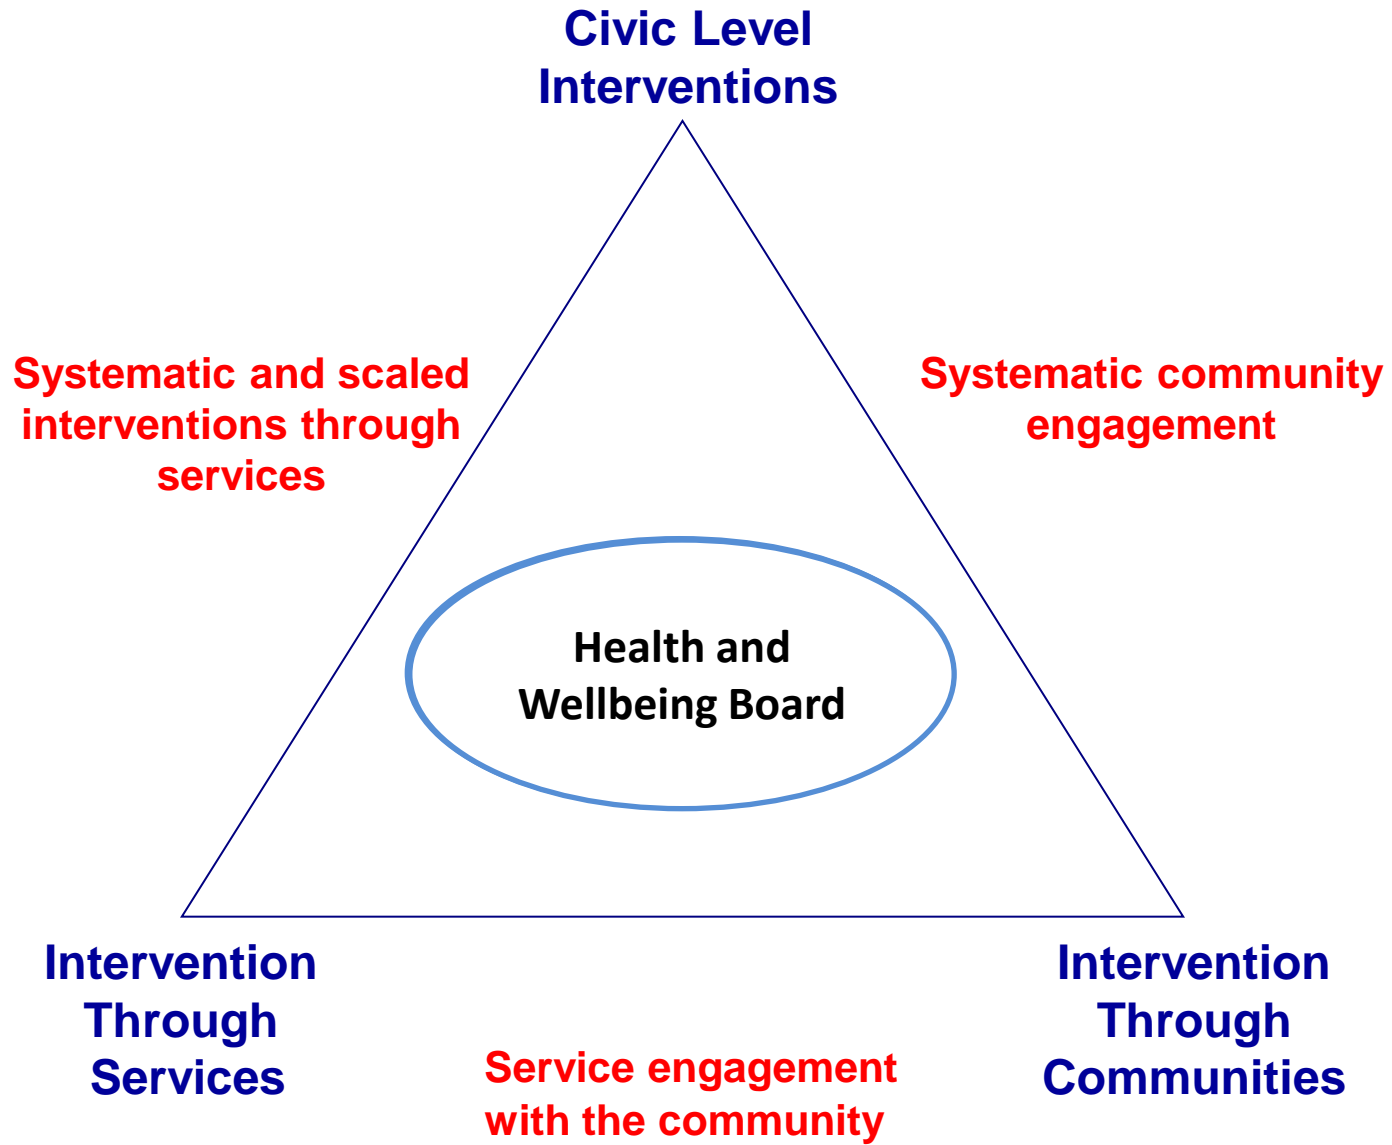 Civic Level
Interventions
Systematic and scaled
interventions through
services
Systematic community
engagement
Health and
Wellbeing Board
Intervention
Through
Services
Service engagement
with the community
Intervention
Through
Communities